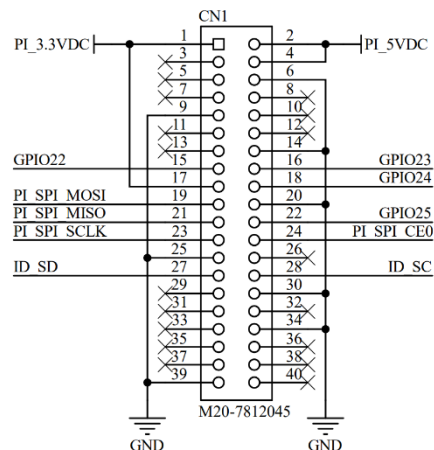 CN1
PI_3.3VDC 1 2 PI_5VDC
3 4
5 6
7 8
9 10
11 12
13 14
GPIO22 15 16 GPIO23
17 18 GPIO24
PI_SPI_MOSI 19 20
PI_SPI_MISO 21 22 GPIO25
PI_SPI_SCLK 23 24 PI_SPI_CE0
25 26
ID_SD 27 28 ID_SC
29 30
31 32
33 34
35 36
37 38
39 40
M20-7812045
GND GND